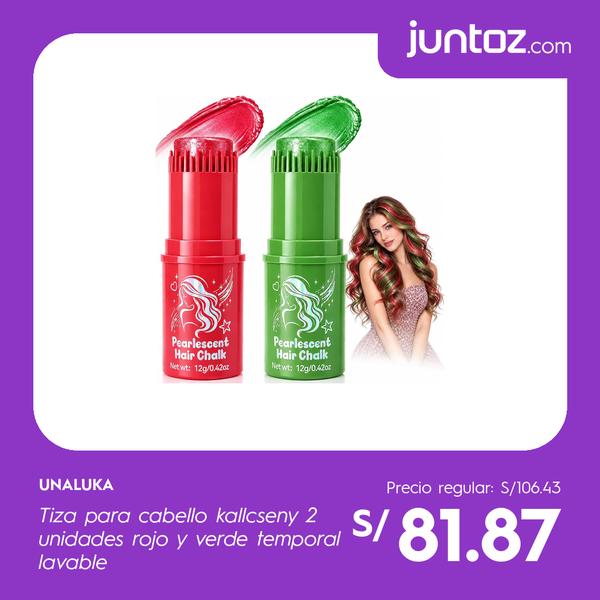 juntoz.com
Pearlescent
Hair Chalk
Net wt: 12g/0.42oz
Pearlescent
Hair Chalk
Net wt: 12g/0.42oz
UNALUKA
Tiza para cabello kallcseny 2
unidades rojo y verde temporal
lavable
Precio regular: S/106.43
S/ 81.87